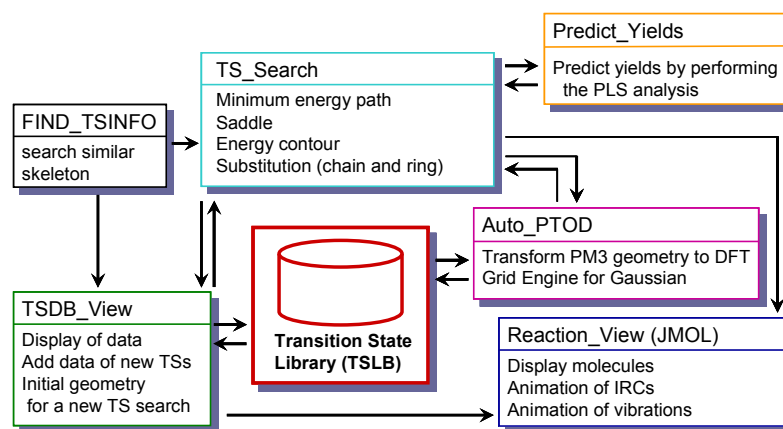 Predict_Yields
Predict yields by performing
the PLS analysis
TS_Search
Minimum energy path
Saddle
Energy contour
Substitution (chain and ring)
FIND_TSINFO
search similar
skeleton
Auto_PTOD
Transform PM3 geometry to DFT
Grid Engine for Gaussian
Transition State
Library (TSLB)
TSDB_View
Display of data
Add data of new TSs
Initial geometry
for a new TS search
Reaction_View (JMOL)
Display molecules
Animation of IRCs
Animation of vibrations